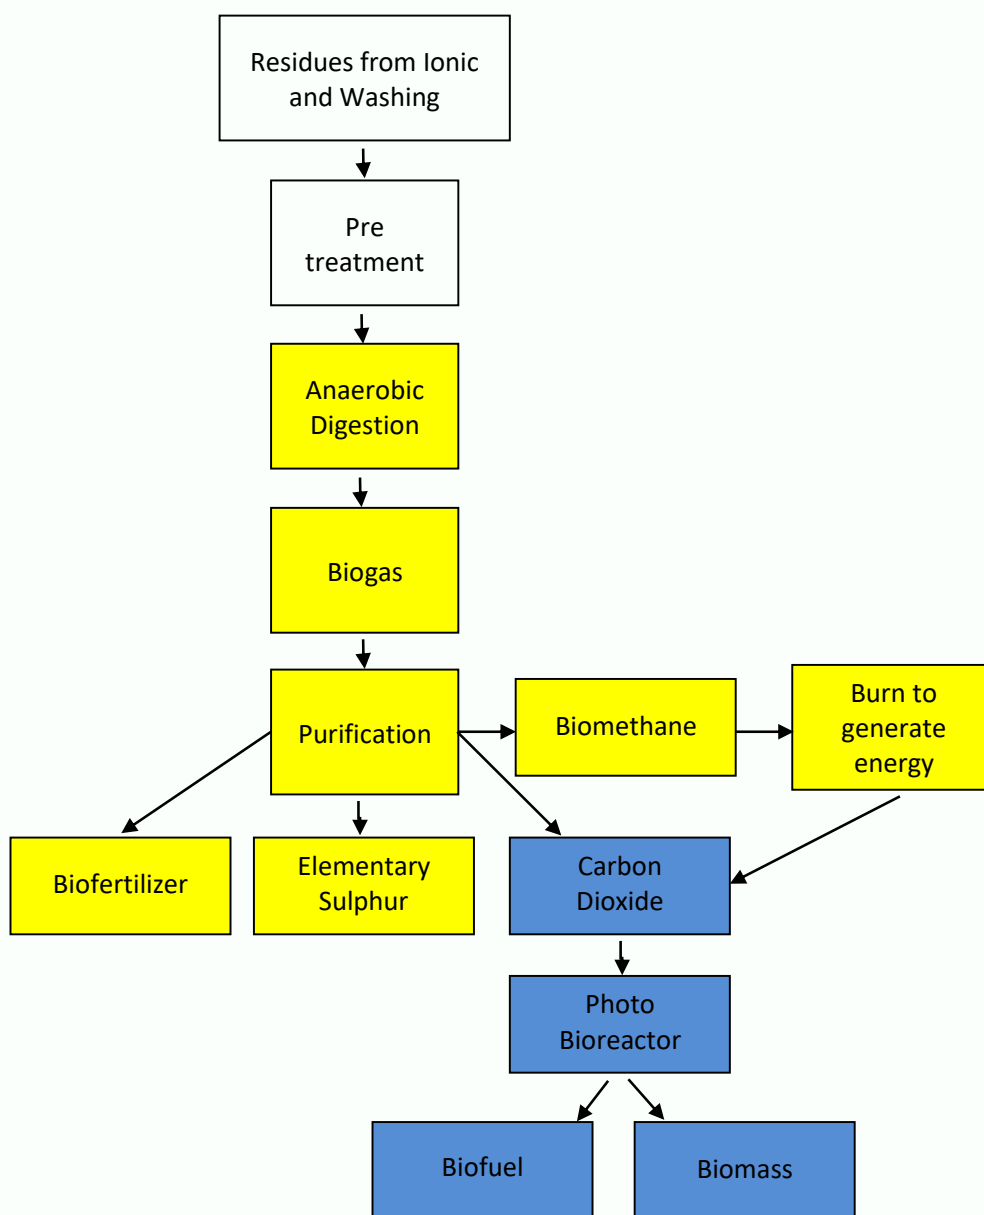 Residues from Ionic
and Washing
Pre
treatment
Anaerobic
Digestion
Biogas
Purification
Biomethane
Burn to
generate
energy
Biofertilizer
Elementary
Sulphur
Carbon
Dioxide
Photo
Bioreactor
Biofuel
Biomass